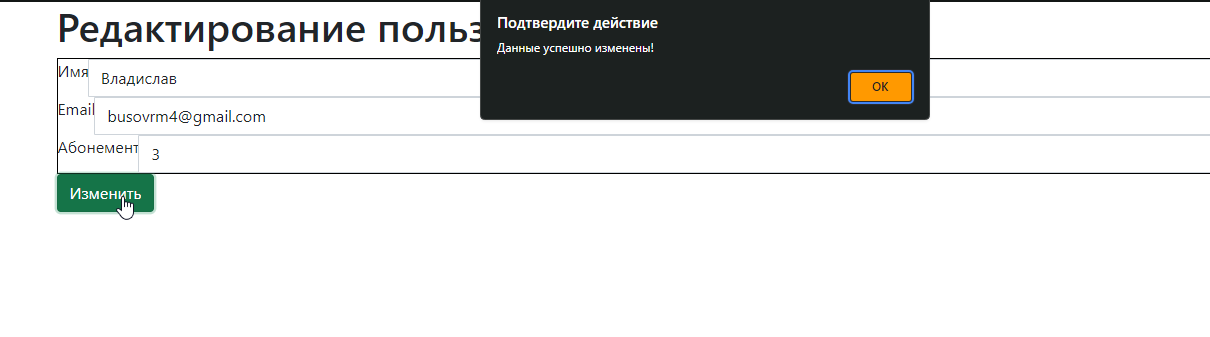 Редактирование польз
Подтвердите действие
Данные успешно изменены!
OK
Имя
Владислав
Email
busovrm4@gmail.com
Абонемент
3
Изменить